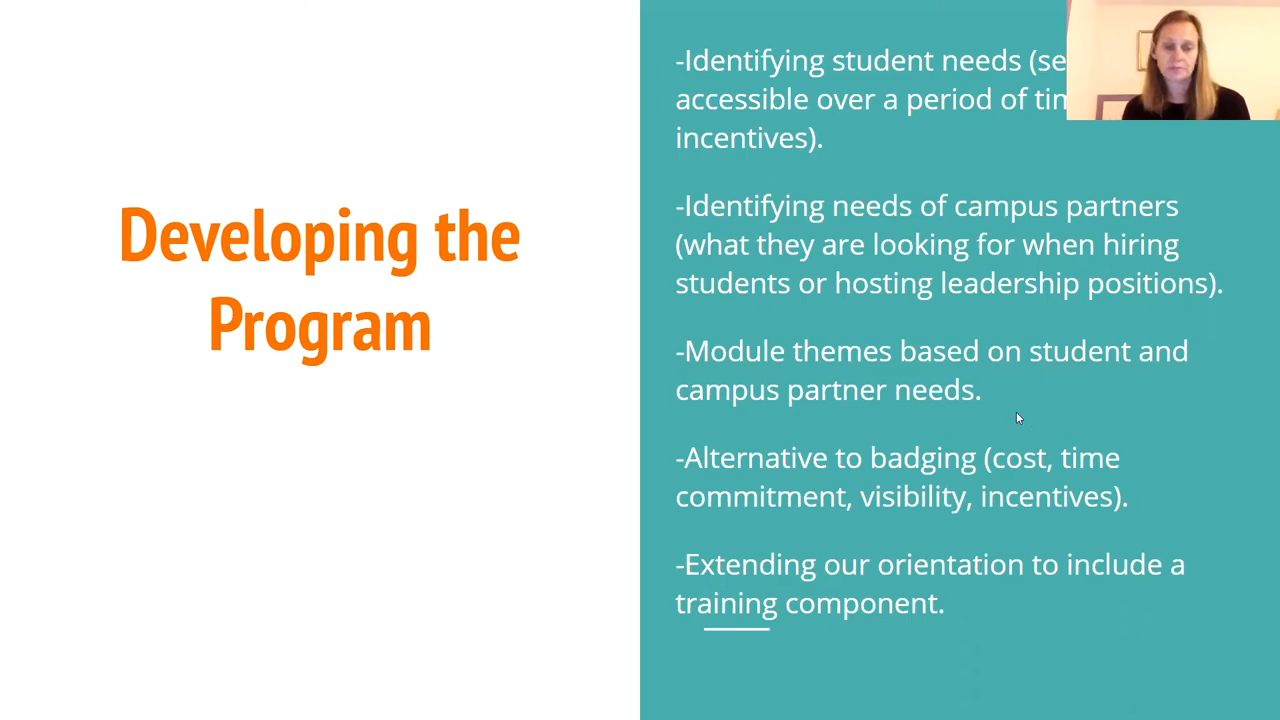 Developing the
Program
-Identifying student needs
accessible over a period of
incentives).
-Identifying needs of campus partners
(what they are looking for when hiring
students or hosting leadership positions).
-Module themes based on student and
campus partner needs.
-Alternative to badging (cost, time
commitment, visibility, incentives).
-Extending our orientation to include a
training component.